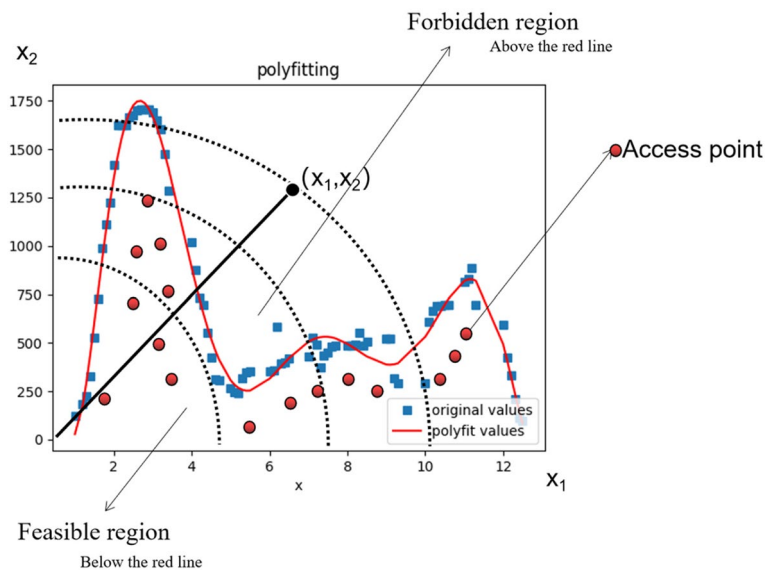 Forbidden region
Above the red line
x₂
polyfitting
1750
1500
1250
1000
750
500
250
0
(x₁,x₂)
Access point
original values
polyfit values
2
4
6
8
10
12
x
x₁
Feasible region
Below the red line